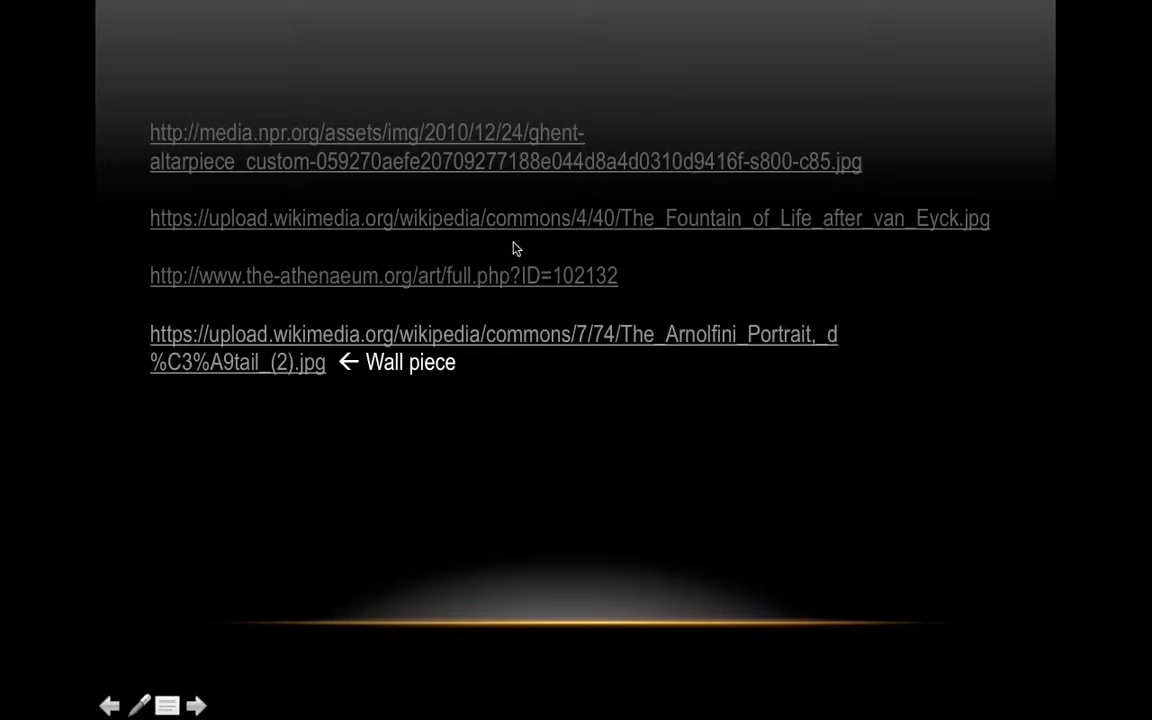 http://media.npr.org/assets/img/2010/12/24/ghent-
altarpiece_custom-059270aefe20709277188e044d8a4d0310d9416f-s800-c85.jpg
https://upload.wikimedia.org/wikipedia/commons/4/40/The_Fountain_of_Life_after_van_Eyck.jpg
http://www.the-athenaeum.org/art/full.php?ID=102132
https://upload.wikimedia.org/wikipedia/commons/7/74/The_Arnolfini_Portrait,_d
%C3%A9tail_(2).jpg ← Wall piece